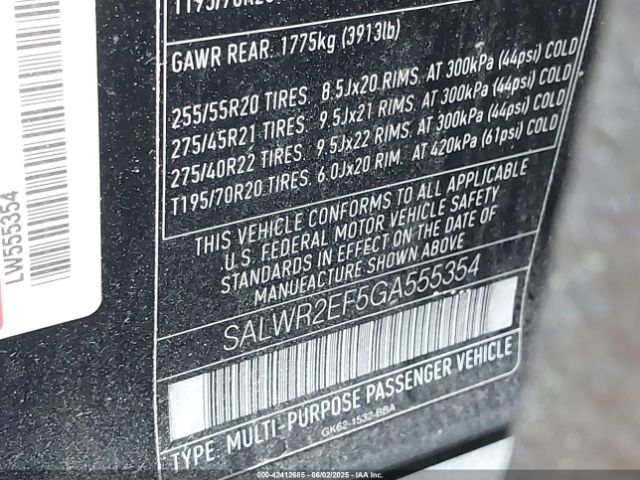 GAWR REAR: 1775kg (3913lb)
255/55R20 TIRES. 8.5Jx20 RIMS. AT 300kPa (44psi) COLD
275/45R21 TIRES. 9.5Jx21 RIMS. AT 300kPa (44psi) COLD
275/40R22 TIRES. 9.5Jx22 RIMS. AT 300kPa (44psi) COLD
T195/70R20 TIRES. 6.0Jx20 RIM. AT 420kPa (61psi) COLD
THIS VEHICLE CONFORMS TO ALL APPLICABLE
U.S. FEDERAL MOTOR VEHICLE SAFETY
STANDARDS IN EFFECT ON THE DATE OF
MANUFACTURE SHOWN ABOVE.
SALWR2EF5GA555354
TYPE: MULTI-PURPOSE PASSENGER VEHICLE
GK62-1532-BBA
LW555354
000-42412685 - 06/02/2025 - IAAI.COM